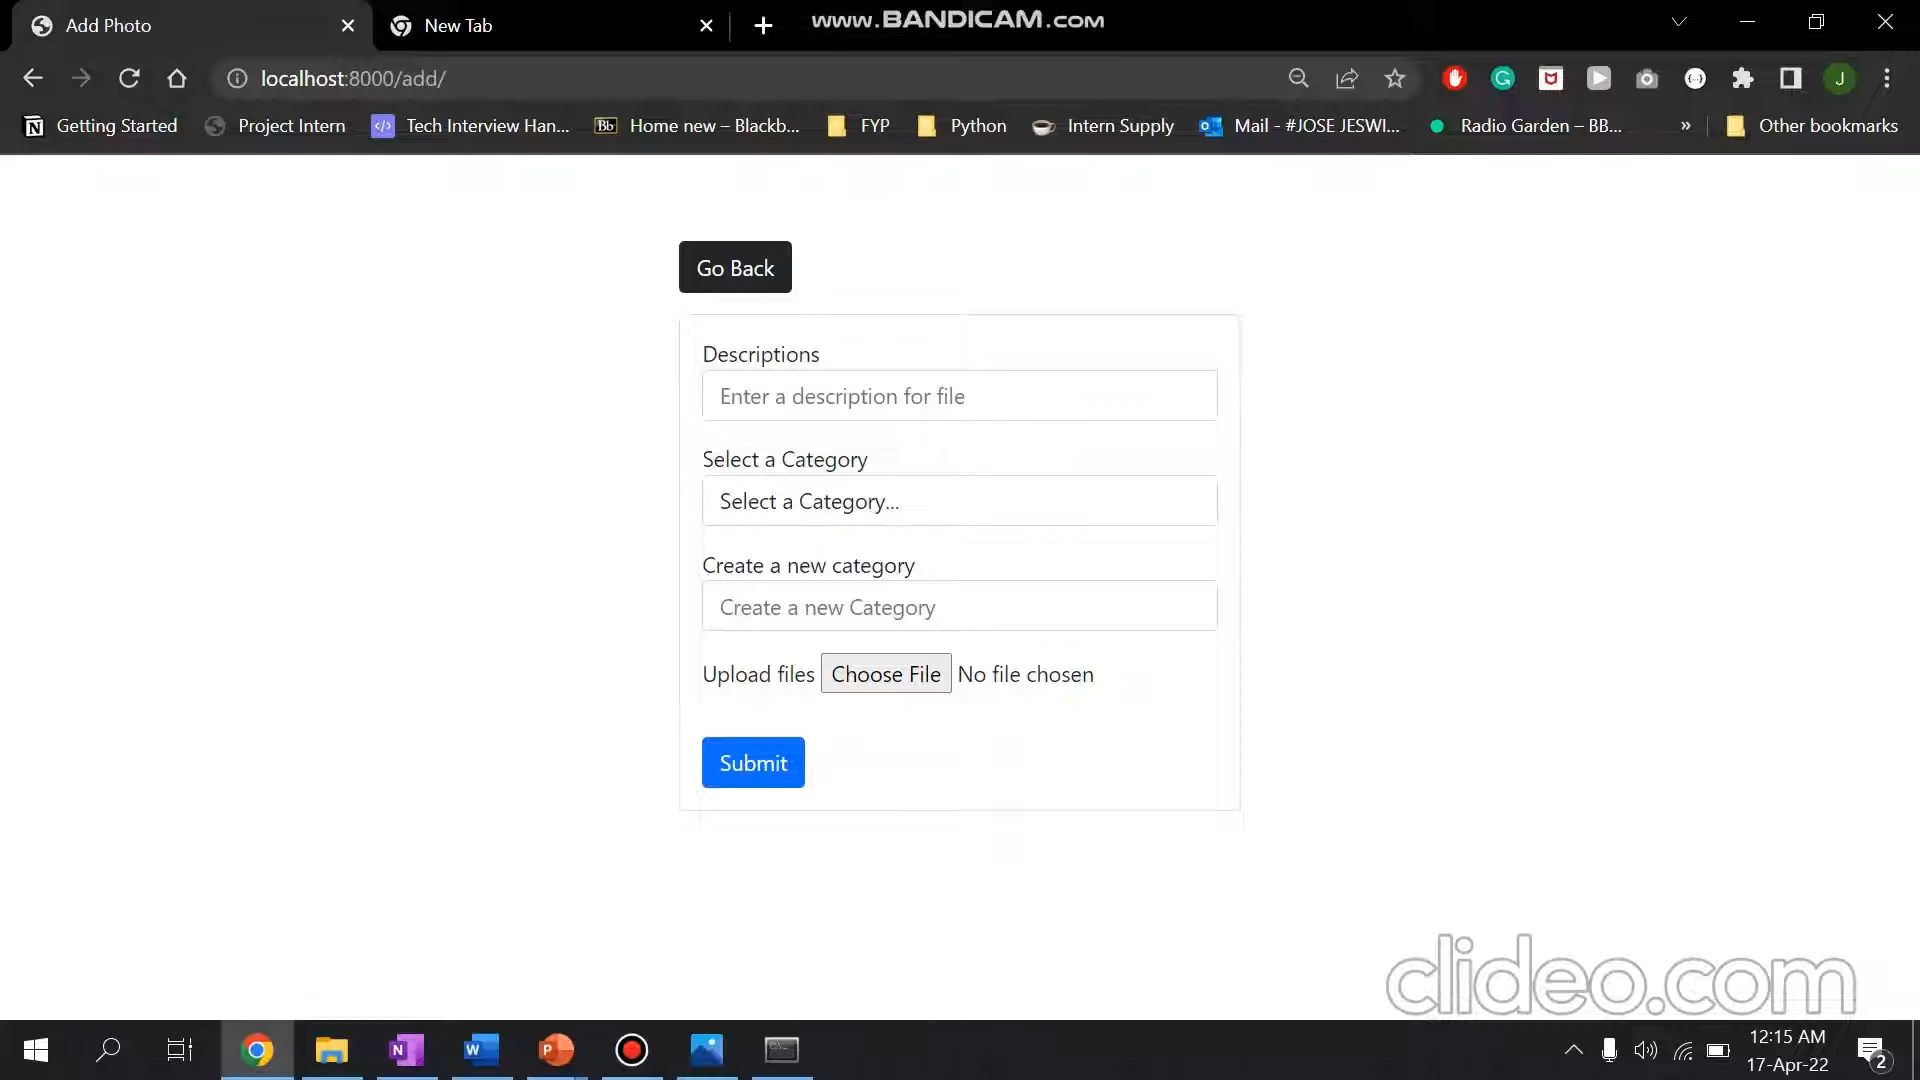 Add Photo
New Tab
www.BANDICAM.com
localhost:8000/add/
Getting Started
Project Intern
Tech Interview Han...
Bb
Home new – Blackb...
FYP
Python
Intern Supply
Mail - #JOSE JESWI...
Radio Garden – BB...
»
Other bookmarks
J
Go Back
Descriptions
Enter a description for file
Select a Category
Select a Category...
Create a new category
Create a new Category
Upload files Choose File No file chosen
Submit
clideo.com
12:15 AM
17-Apr-22
2